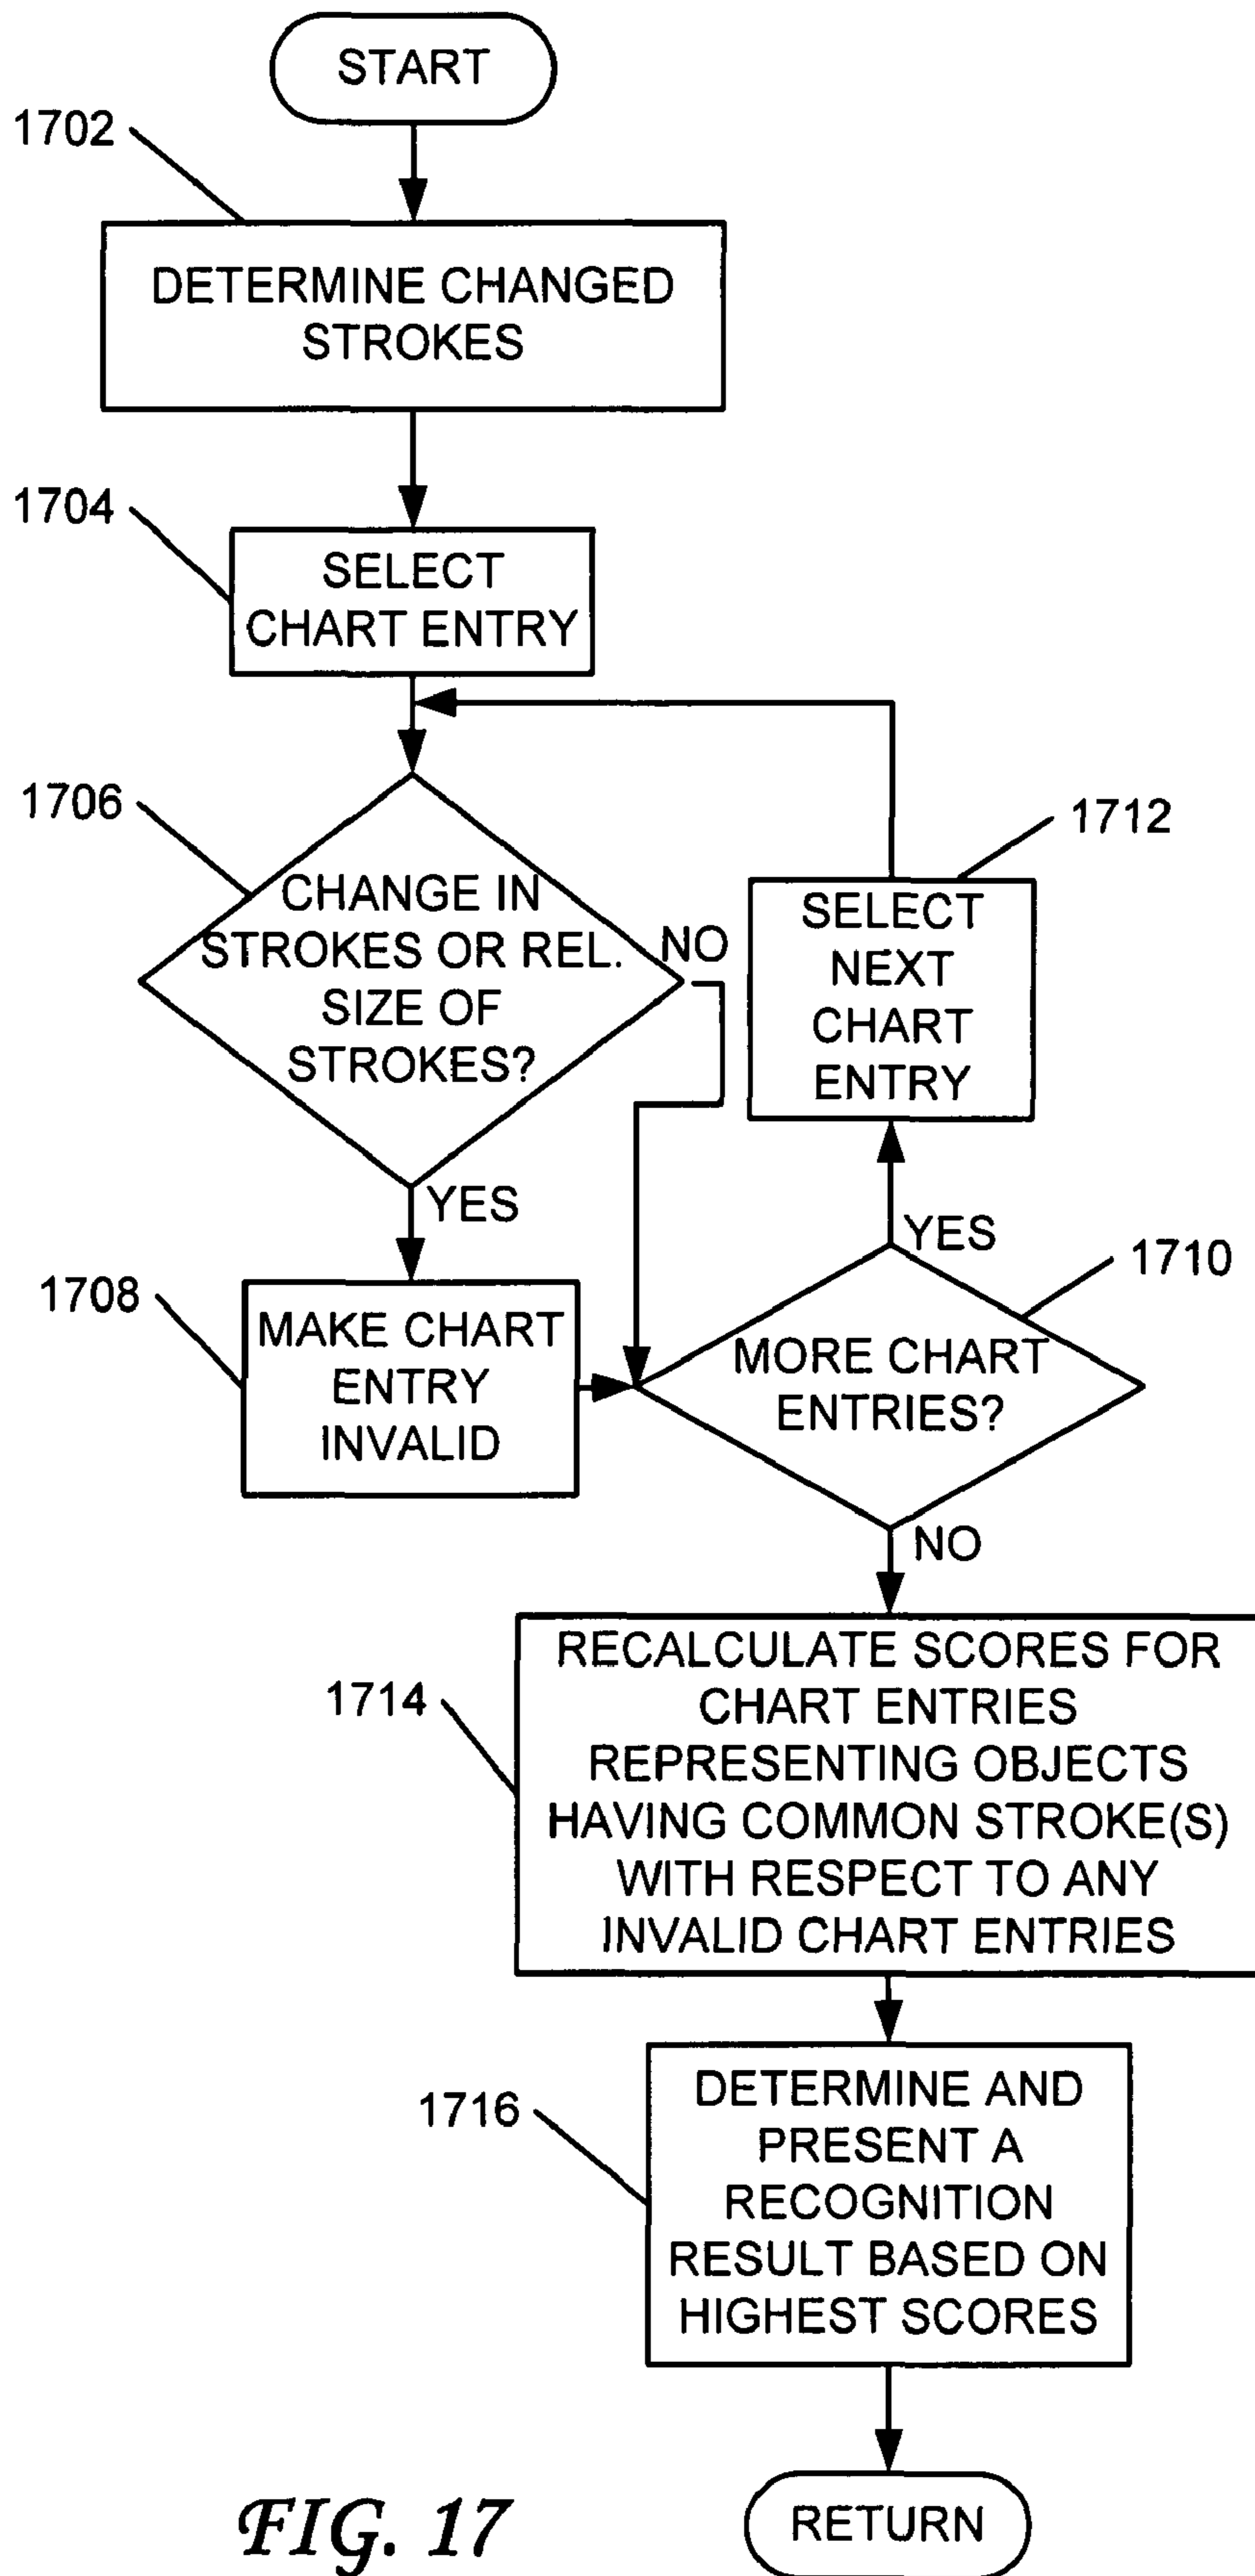 START
1702
DETERMINE CHANGED
STROKES
1704
SELECT
CHART ENTRY
1706
CHANGE IN
STROKES OR REL.
SIZE OF
STROKES?
NO
YES
1712
SELECT
NEXT
CHART
ENTRY
YES
1708
MAKE CHART
ENTRY
INVALID
1710
MORE CHART
ENTRIES?
NO
1714
RECALCULATE SCORES FOR
CHART ENTRIES
REPRESENTING OBJECTS
HAVING COMMON STROKE(S)
WITH RESPECT TO ANY
INVALID CHART ENTRIES
1716
DETERMINE AND
PRESENT A
RECOGNITION
RESULT BASED ON
HIGHEST SCORES
RETURN
FIG. 17